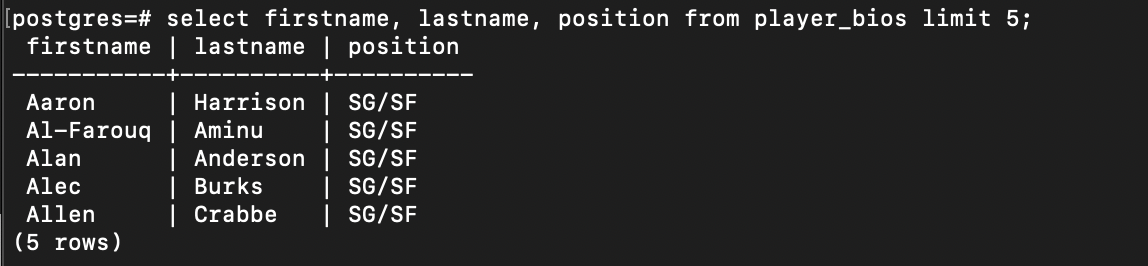 [postgres=# select firstname, lastname, position from player_bios limit 5;
 firstname | lastname | position
-----------+----------+----------
 Aaron     | Harrison | SG/SF
 Al-Farouq | Aminu    | SG/SF
 Alan      | Anderson | SG/SF
 Alec      | Burks    | SG/SF
 Allen     | Crabbe   | SG/SF
(5 rows)